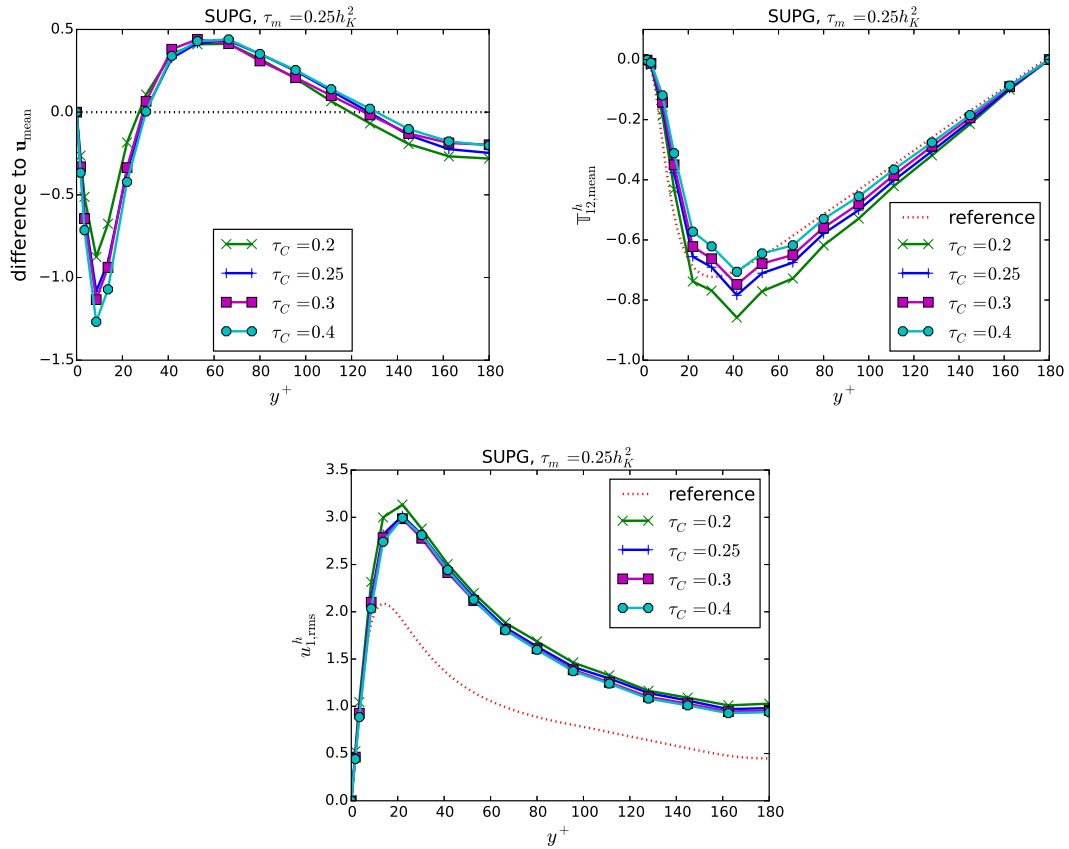 SUPG, τ_m = 0.25h_K^2
difference to u_mean
0.5
0.0
−0.5
−1.0
−1.5
τ_C = 0.2
τ_C = 0.25
τ_C = 0.3
τ_C = 0.4
0 20 40 60 80 100 120 140 160 180
y^+
SUPG, τ_m = 0.25h_K^2
𝕋^h_12,mean
0.0
−0.2
−0.4
−0.6
−0.8
−1.0
reference
τ_C = 0.2
τ_C = 0.25
τ_C = 0.3
τ_C = 0.4
0 20 40 60 80 100 120 140 160 180
y^+
SUPG, τ_m = 0.25h_K^2
u^h_1,rms
3.5
3.0
2.5
2.0
1.5
1.0
0.5
0.0
reference
τ_C = 0.2
τ_C = 0.25
τ_C = 0.3
τ_C = 0.4
0 20 40 60 80 100 120 140 160 180
y^+